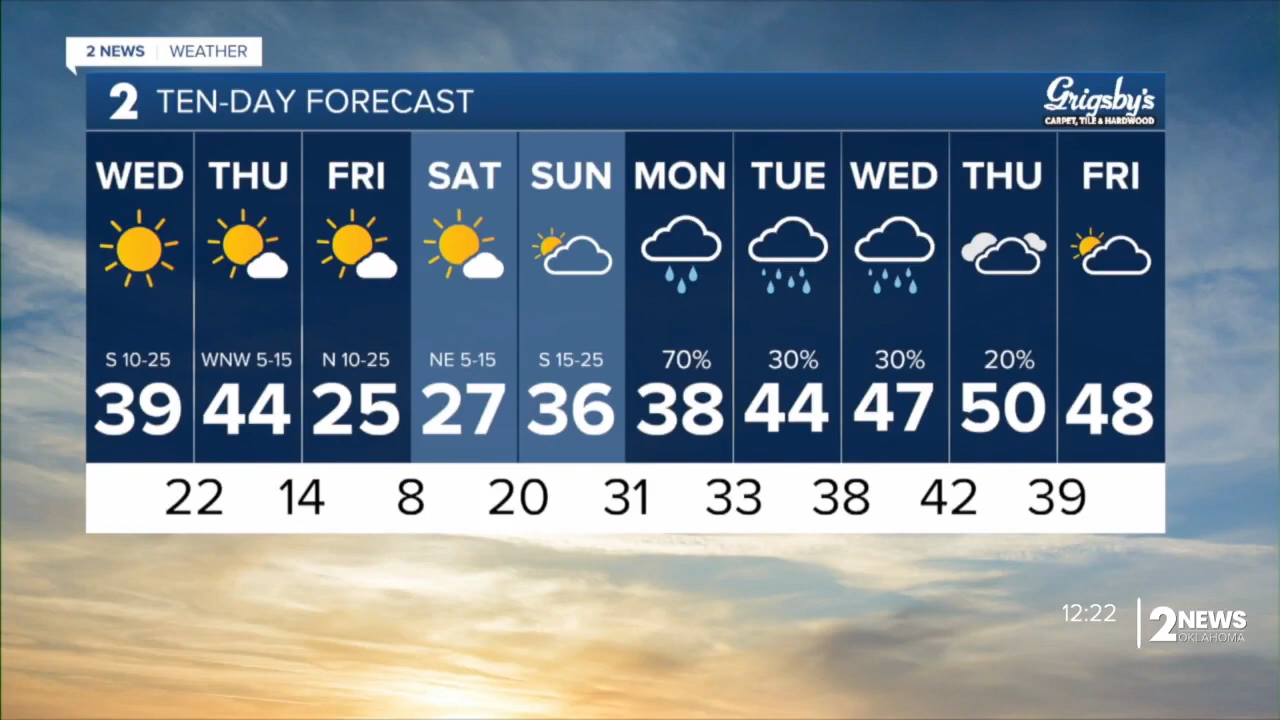 2 NEWS | WEATHER
2 TEN-DAY FORECAST
Grigsby's
CARPET, TILE & HARDWOOD
WED THU FRI SAT SUN MON TUE WED THU FRI
S 10-25 WNW 5-15 N 10-25 NE 5-15 S 15-25 70% 30% 30% 20%
39 44 25 27 36 38 44 47 50 48
22 14 8 20 31 33 38 42 39
12:22
2 NEWS
OKLAHOMA